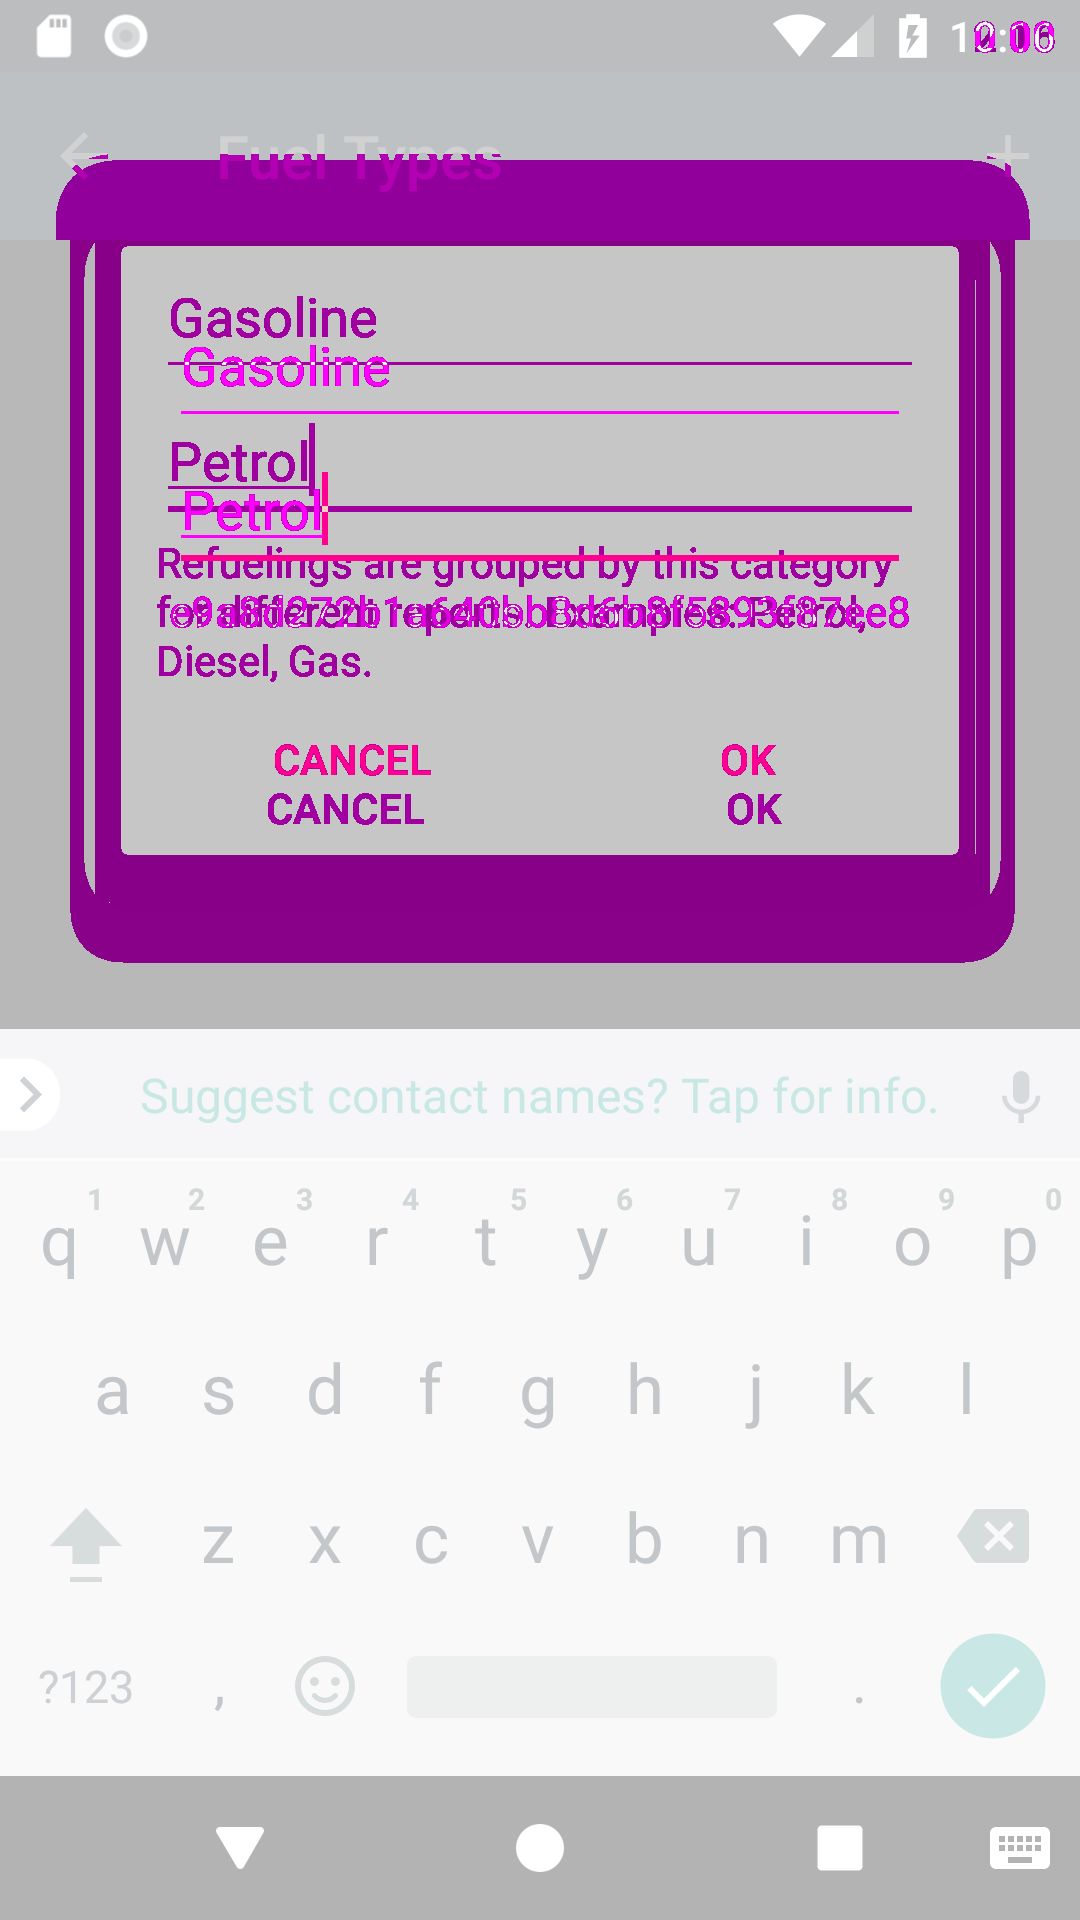 Fuel Types
Gasoline
Gasoline
Petrol
Petrol
Refuelings are grouped by this category
for different reports. Examples: Petrol,
Diesel, Gas.
CANCEL OK
CANCEL OK
Suggest contact names? Tap for info.
1 2 3 4 5 6 7 8 9 0
q w e r t y u i o p
a s d f g h j k l
z x c v b n m
?123 , .